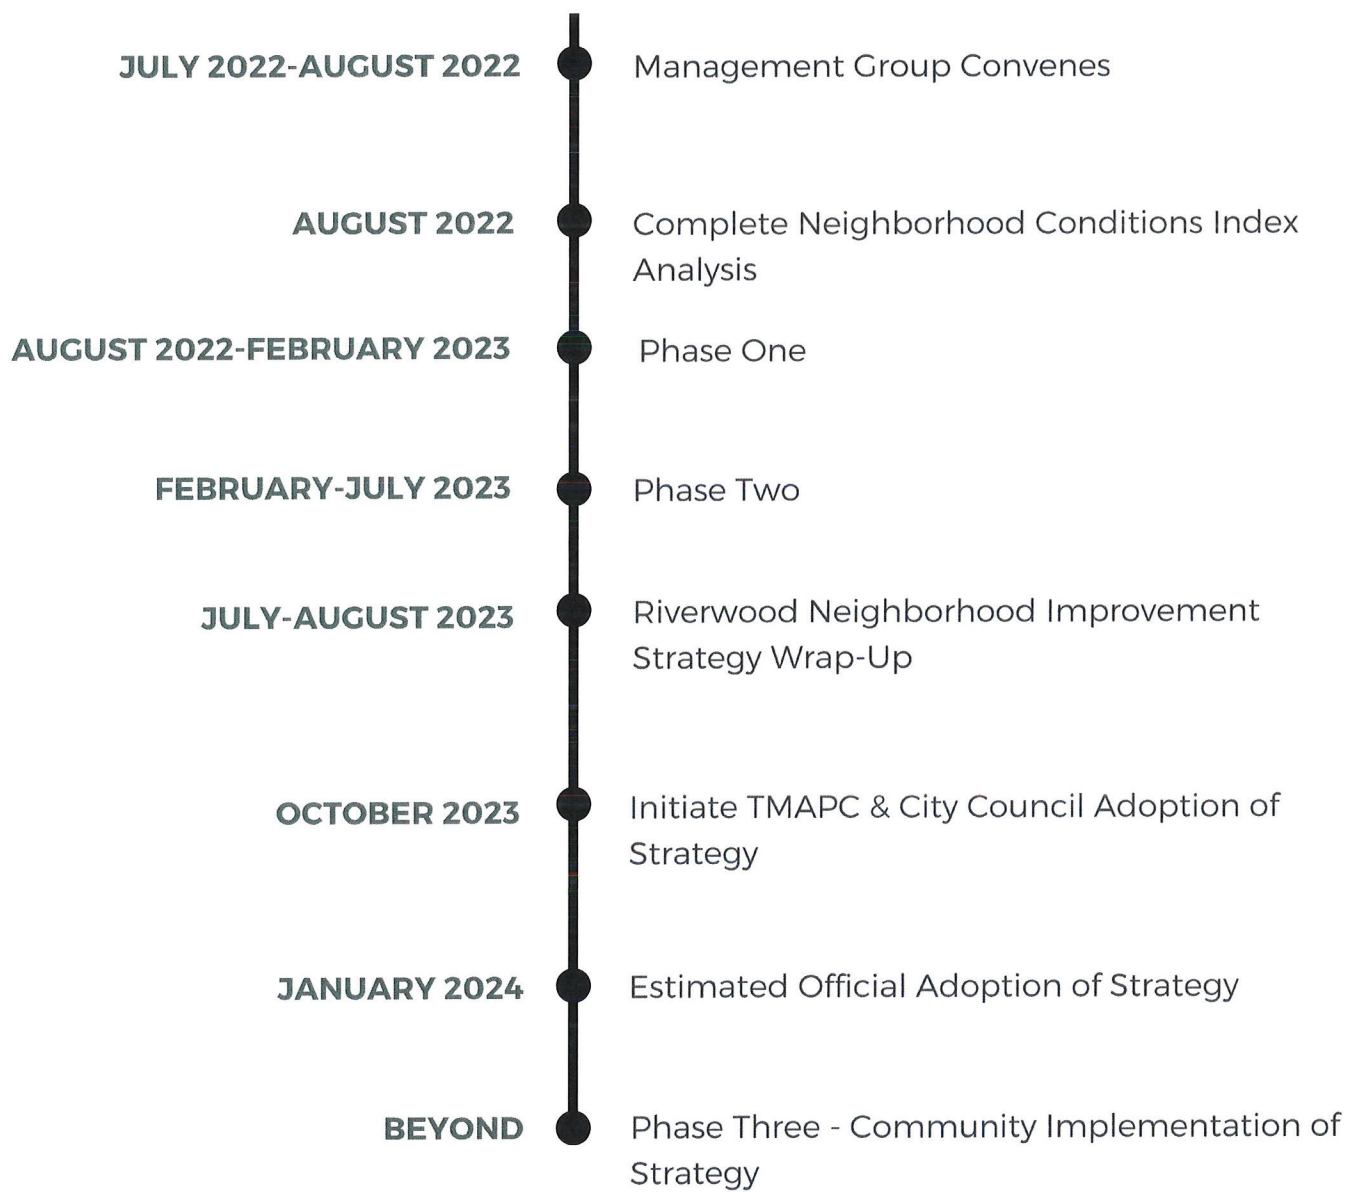 JULY 2022-AUGUST 2022
Management Group Convenes
AUGUST 2022
Complete Neighborhood Conditions Index
Analysis
AUGUST 2022-FEBRUARY 2023
Phase One
FEBRUARY-JULY 2023
Phase Two
JULY-AUGUST 2023
Riverwood Neighborhood Improvement
Strategy Wrap-Up
OCTOBER 2023
Initiate TMAPC & City Council Adoption of
Strategy
JANUARY 2024
Estimated Official Adoption of Strategy
BEYOND
Phase Three - Community Implementation of
Strategy